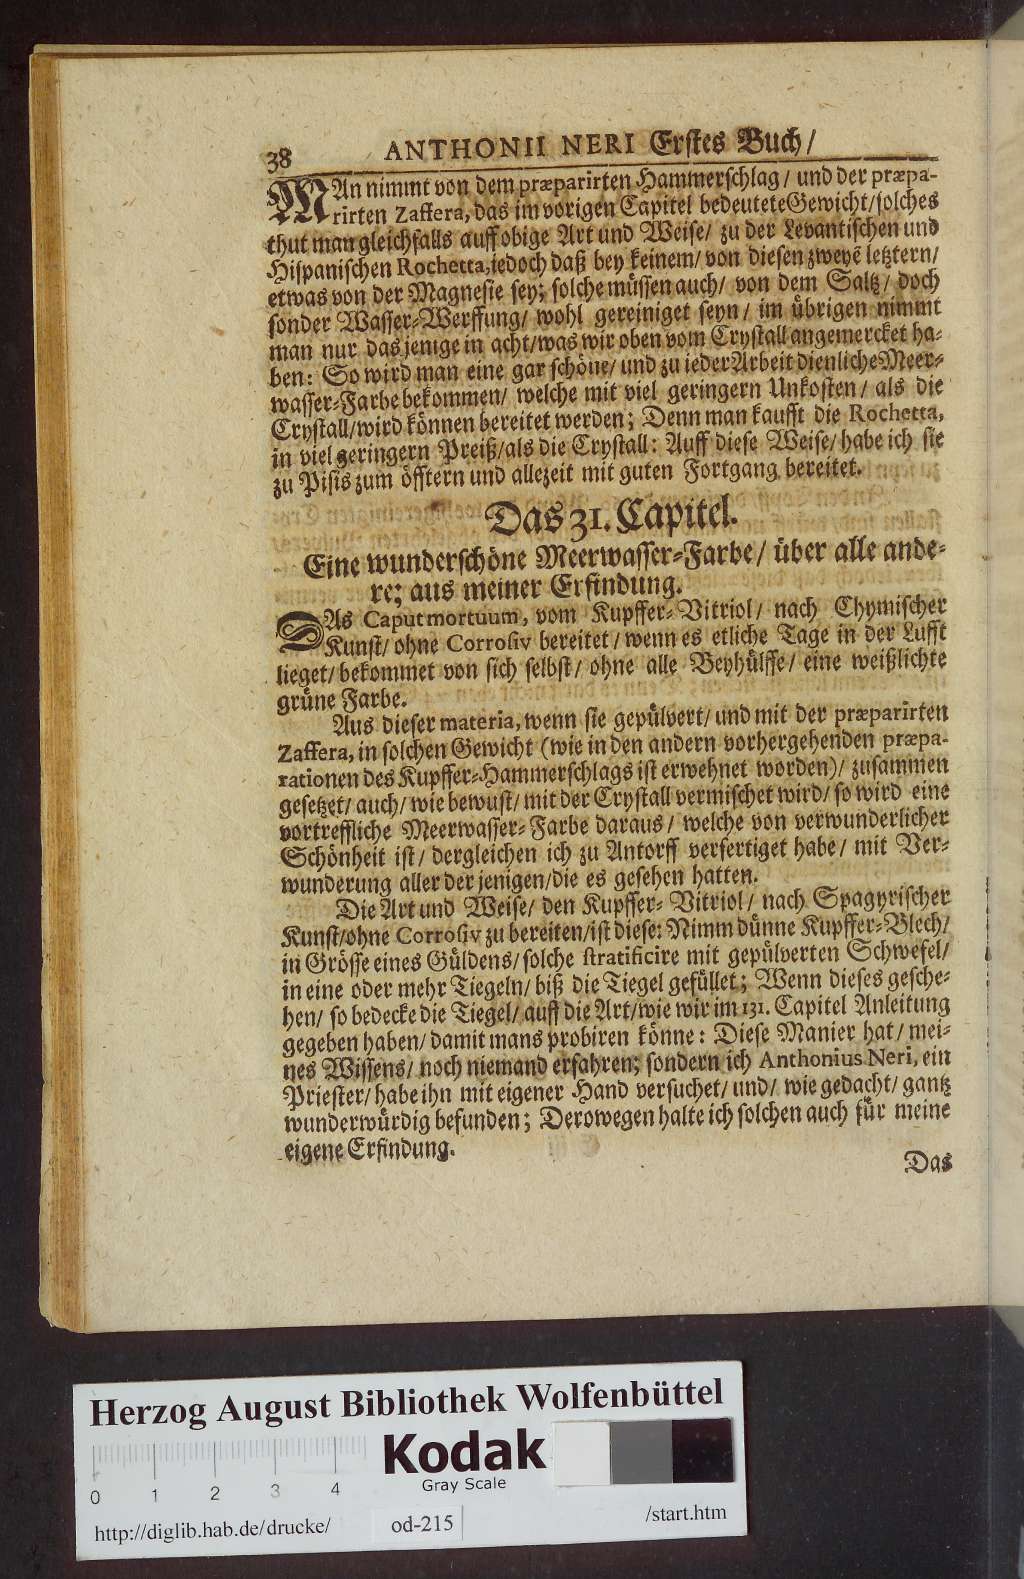 38 ANTHONII NERI Erstes Buch/
MAn nimmt von dem præparirten Hammerschlag/ und der præpa-
rirten Zaffera, das im vorigen Capitel bedeutete Gewicht/ solches
thut man gleichfalls auff obige Art und Weise/ zu der Levantischen und
Hispanischen Rochetta, iedoch daß bey keinem/ von diesen zweyẽ letztern/
etwas von der Magnesie sey; solche müssen auch/ von dem Saltz/ doch
sonder Wasser-Werffung/ wohl gereiniget seyn/ im übrigen nimmt
man nur dasjenige in acht/ was wir oben vom Crystall angemercket ha-
ben: So wird man eine gar schöne/ und zu ieder Arbeit dienliche Meer-
wasser-Farbe bekommen/ welche mit viel geringern Unkosten/ als die
Crystall/ wird können bereitet werden; Denn man kaufft die Rochetta,
in viel geringern Preiß/ als die Crystall: Auff diese Weise/ habe ich sie
zu Pisis zum öfftern und allezeit mit guten Fortgang bereitet.
Das 31. Capitel.
Eine wunderschöne Meerwasser-Farbe/ über alle ande-
re; aus meiner Erfindung.
DAs Caput mortuum, vom Kupffer-Vitriol/ nach Chymischer
Kunst/ ohne Corrosiv bereitet/ wenn es etliche Tage in der Lufft
lieget/ bekommet von sich selbst/ ohne alle Beyhülffe/ eine weißlichte
grüne Farbe.
Aus dieser materia, wenn sie gepülvert/ und mit der præparirten
Zaffera, in solchen Gewicht (wie in den andern vorhergehenden præpa-
rationen des Kupffer-Hammerschlags ist erwehnet worden)/ zusammen
gesetzet/ auch/ wie bewust/ mit der Crystall vermischet wird/ so wird eine
vortreffliche Meerwasser-Farbe daraus/ welche von verwunderlicher
Schönheit ist/ dergleichen ich zu Antorff verfertiget habe/ mit Ver-
wunderung aller der jenigen/ die es gesehen hatten.
Die Art und Weise/ den Kupffer-Vitriol/ nach Spagyrischer
Kunst/ ohne Corrosiv zu bereiten/ ist diese: Nimm dünne Kupffer-Blech/
in Grösse eines Güldens/ solche stratificire mit gepülverten Schwefel/
in eine oder mehr Tiegeln/ biß die Tiegel gefüllet; Wenn dieses gesche-
hen/ so bedecke die Tiegel/ auff die Art/ wie wir im 131. Capitel Anleitung
gegeben haben/ damit mans probiren könne: Diese Manier hat/ mei-
nes Wissens/ noch niemand erfahren; sondern ich Anthonius Neri, ein
Priester/ habe ihn mit eigener Hand versuchet/ und/ wie gedacht/ gantz
wunderwürdig befunden; Derowegen halte ich solchen auch für meine
eigene Erfindung.
Das
Herzog August Bibliothek Wolfenbüttel
Kodak
Gray Scale
0 1 2 3 4
http://diglib.hab.de/drucke/ od-215 /start.htm